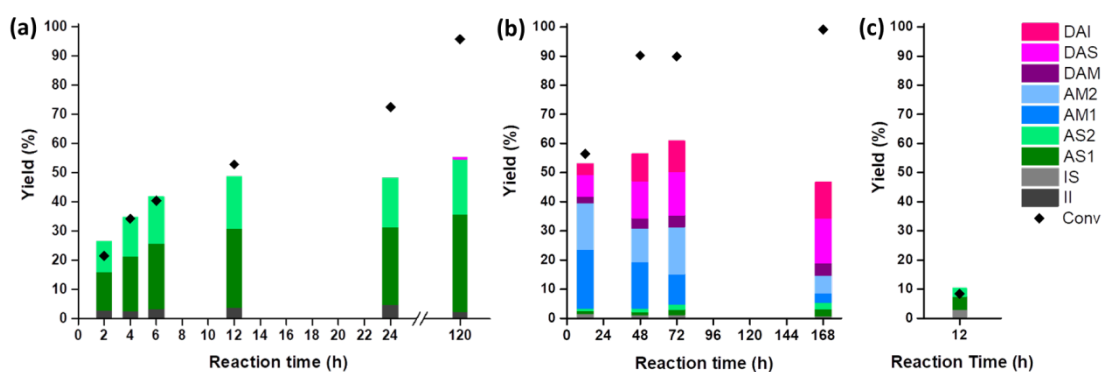 (a)
Yield (%)
100
90
80
70
60
50
40
30
20
10
0
0 2 4 6 8 10 12 14 16 18 20 22 24 120
Reaction time (h)
(b)
Yield (%)
100
90
80
70
60
50
40
30
20
10
0
0 24 48 72 96 120 144 168
Reaction time (h)
(c)
Yield (%)
100
90
80
70
60
50
40
30
20
10
0
12
Reaction Time (h)
DAI
DAS
DAM
AM2
AM1
AS2
AS1
IS
II
Conv